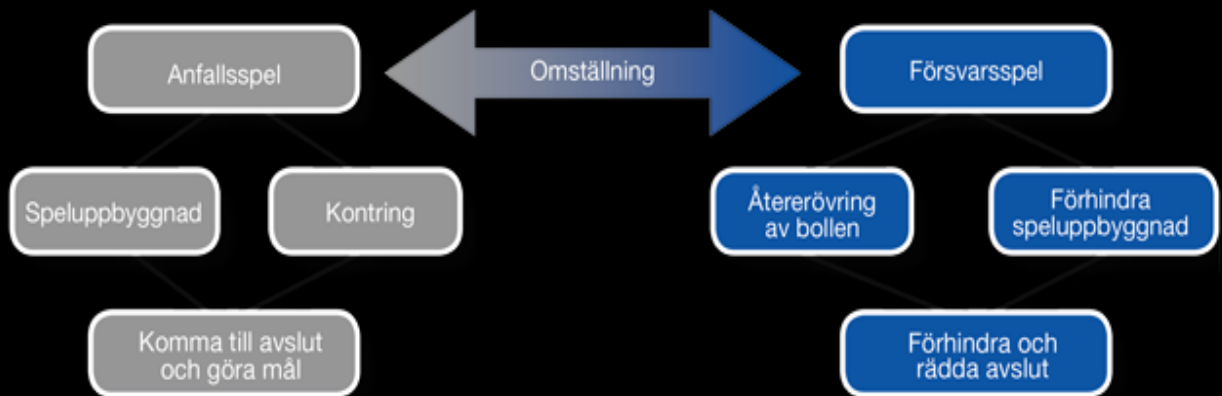 Anfallsspel
Omställning
Försvarsspel
Speluppbyggnad
Kontring
Återerövring
av bollen
Förhindra
speluppbyggnad
Komma till avslut
och göra mål
Förhindra och
rädda avslut